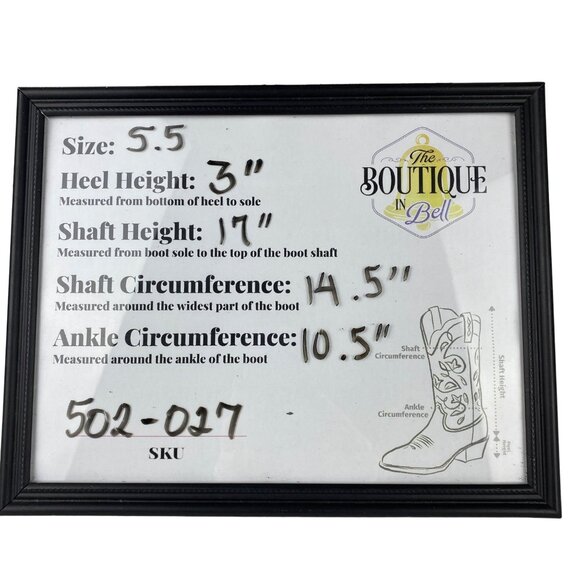 Size: 5.5
Heel Height: 3"
Measured from bottom of heel to sole
Shaft Height: 17"
Measured from boot sole to the top of the boot shaft
Shaft Circumference: 14.5"
Measured around the widest part of the boot
Ankle Circumference: 10.5"
Measured around the ankle of the boot
502-027
SKU
The
BOUTIQUE
IN
Bell
Shaft
Circumference
Ankle
Circumference
Shaft Height
Heel
Height